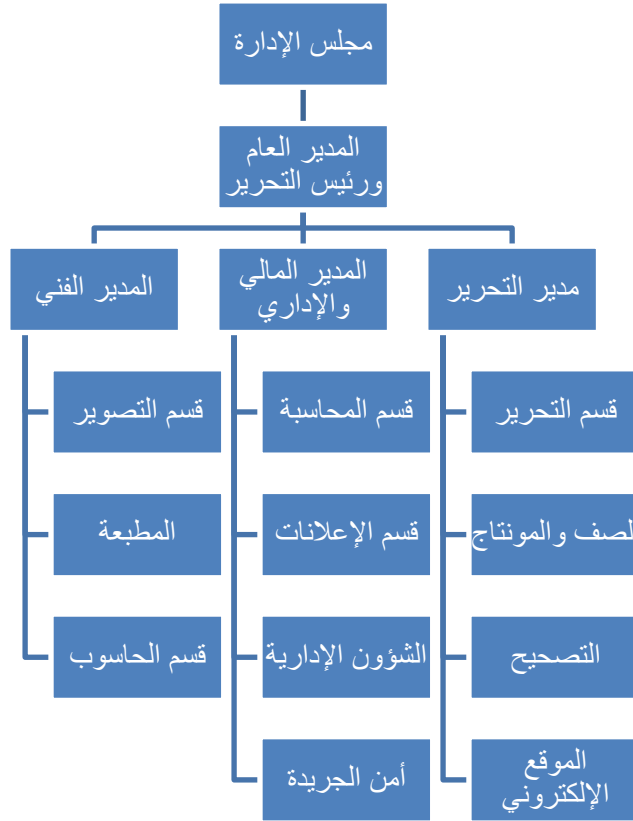 مجلس الإدارة
المدير العام
ورئيس التحرير
مدير التحرير
المدير المالي
والإداري
المدير الفني
قسم التحرير
قسم المحاسبة
قسم التصوير
لصف والمونتاج
قسم الإعلانات
المطبعة
التصحيح
الشؤون الإدارية
قسم الحاسوب
الموقع
الإلكتروني
أمن الجريدة